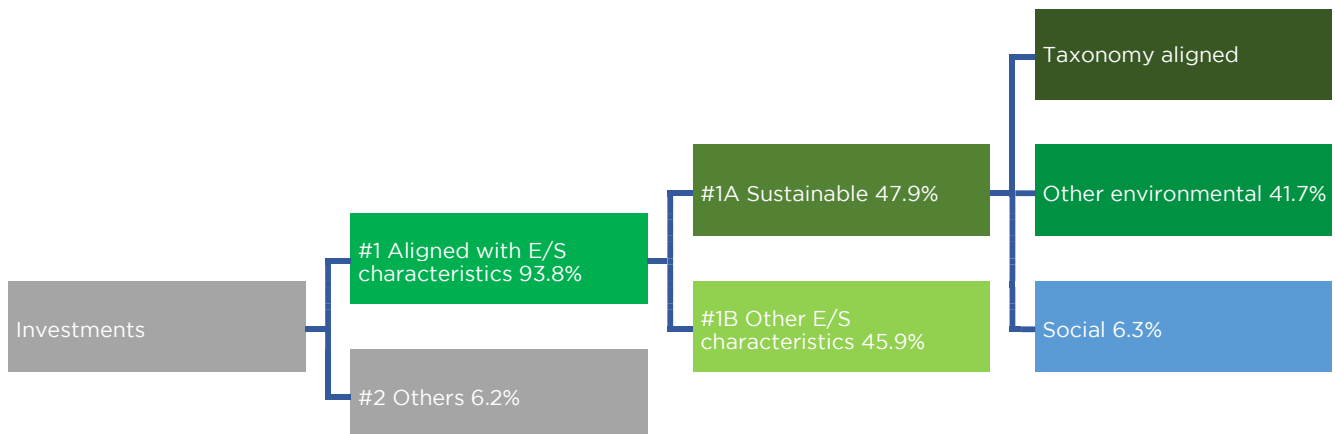 Investments
#1 Aligned with E/S
characteristics 93.8%
#2 Others 6.2%
#1A Sustainable 47.9%
#1B Other E/S
characteristics 45.9%
Taxonomy aligned
Other environmental 41.7%
Social 6.3%